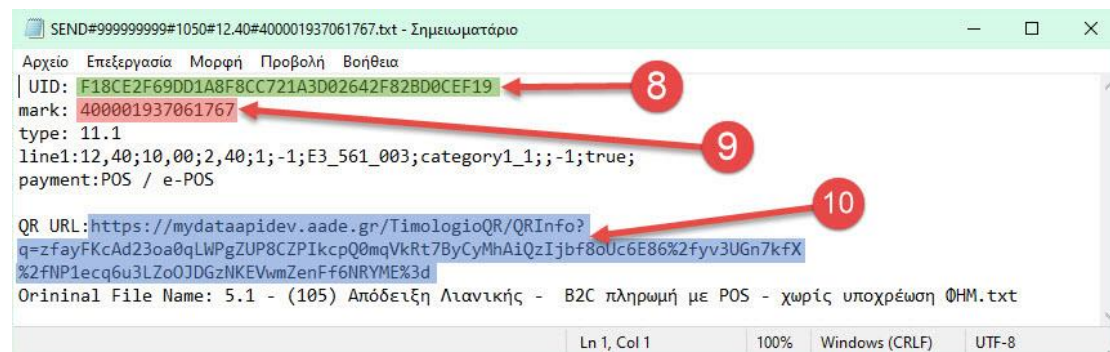 SEND#999999999#1050#12.40#400001937061767.txt - Σημειωματάριο
Αρχείο Επεξεργασία Μορφή Προβολή Βοήθεια
UID: F18CE2F69DD1A8F8CC721A3D02642F82BD0CEF19
8
mark: 400001937061767
type: 11.1
line1:12,40;10,00;2,40;1;-1;E3_561_003;category1_1;;-1;true;
9
payment:POS / e-POS
10
QR URL:https://mydataapidev.aade.gr/TimologioQR/QRInfo?
q=zfayFKcAd23oa0qLWPgZUP8CZPIkcpQ0mqVkRt7ByCyMhAiQzIjbf8oUc6E86%2fyv3UGn7kfX
%2fNP1ecq6u3LZoOJDGzNKEVwmZenFf6NRYME%3d
Orininal File Name: 5.1 - (105) Απόδειξη Λιανικής - B2C πληρωμή με POS - χωρίς υποχρέωση ΦΗΜ.txt
Ln 1, Col 1 100% Windows (CRLF) UTF-8